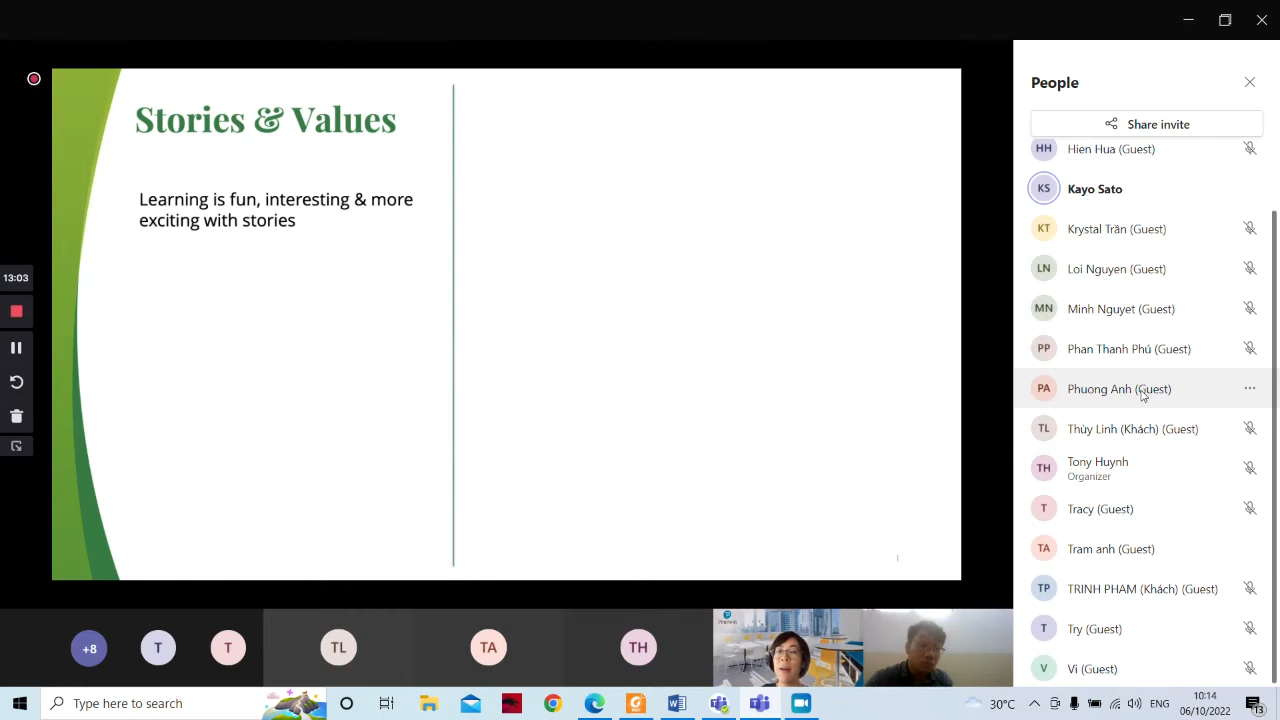 People
Share invite
Stories & Values
Learning is fun, interesting & more
exciting with stories
13:03
HH Hien Hua (Guest)
KS Kayo Sato
KT Krystal Trân (Guest)
LN Loi Nguyen (Guest)
MN Minh Nguyet (Guest)
PP Phan Thanh Phú (Guest)
PA Phuong Anh (Guest)
TL Thùy Linh (Khách) (Guest)
TH Tony Huynh
Organizer
T Tracy (Guest)
TA Tram anh (Guest)
TP TRINH PHAM (Khách) (Guest)
T Try (Guest)
V Vi (Guest)
+8 T T TL TA TH
Pearson
Type here to search
30°C ENG 10:14
06/10/2022
13